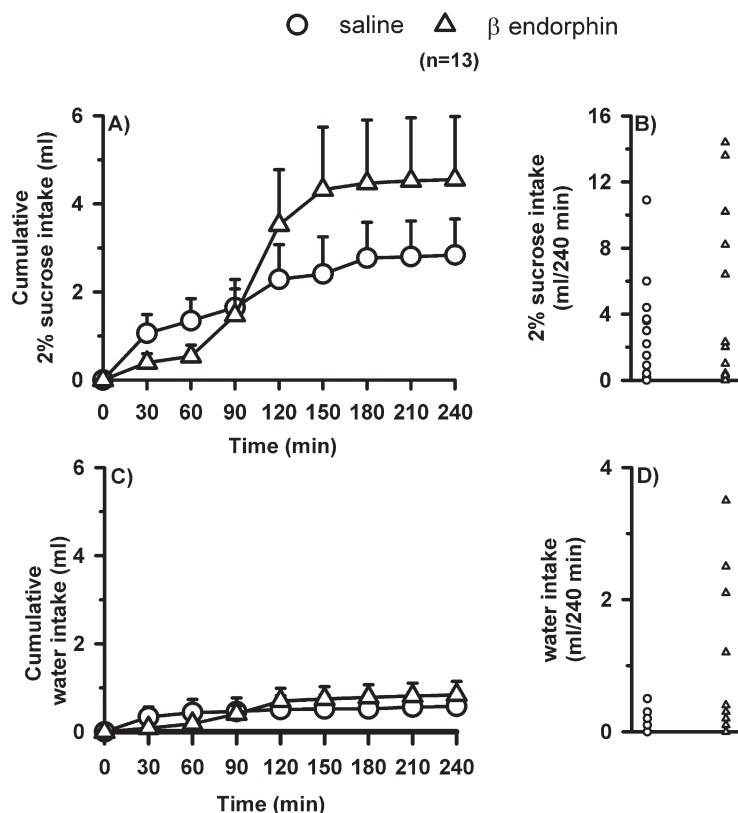 saline β endorphin
(n=13)
A)
Cumulative
2% sucrose intake (ml)
6
4
2
0
0 30 60 90 120 150 180 210 240
Time (min)
B)
2% sucrose intake
(ml/240 min)
16
12
8
4
0
C)
Cumulative
water intake (ml)
6
4
2
0
0 30 60 90 120 150 180 210 240
Time (min)
D)
water intake
(ml/240 min)
4
2
0